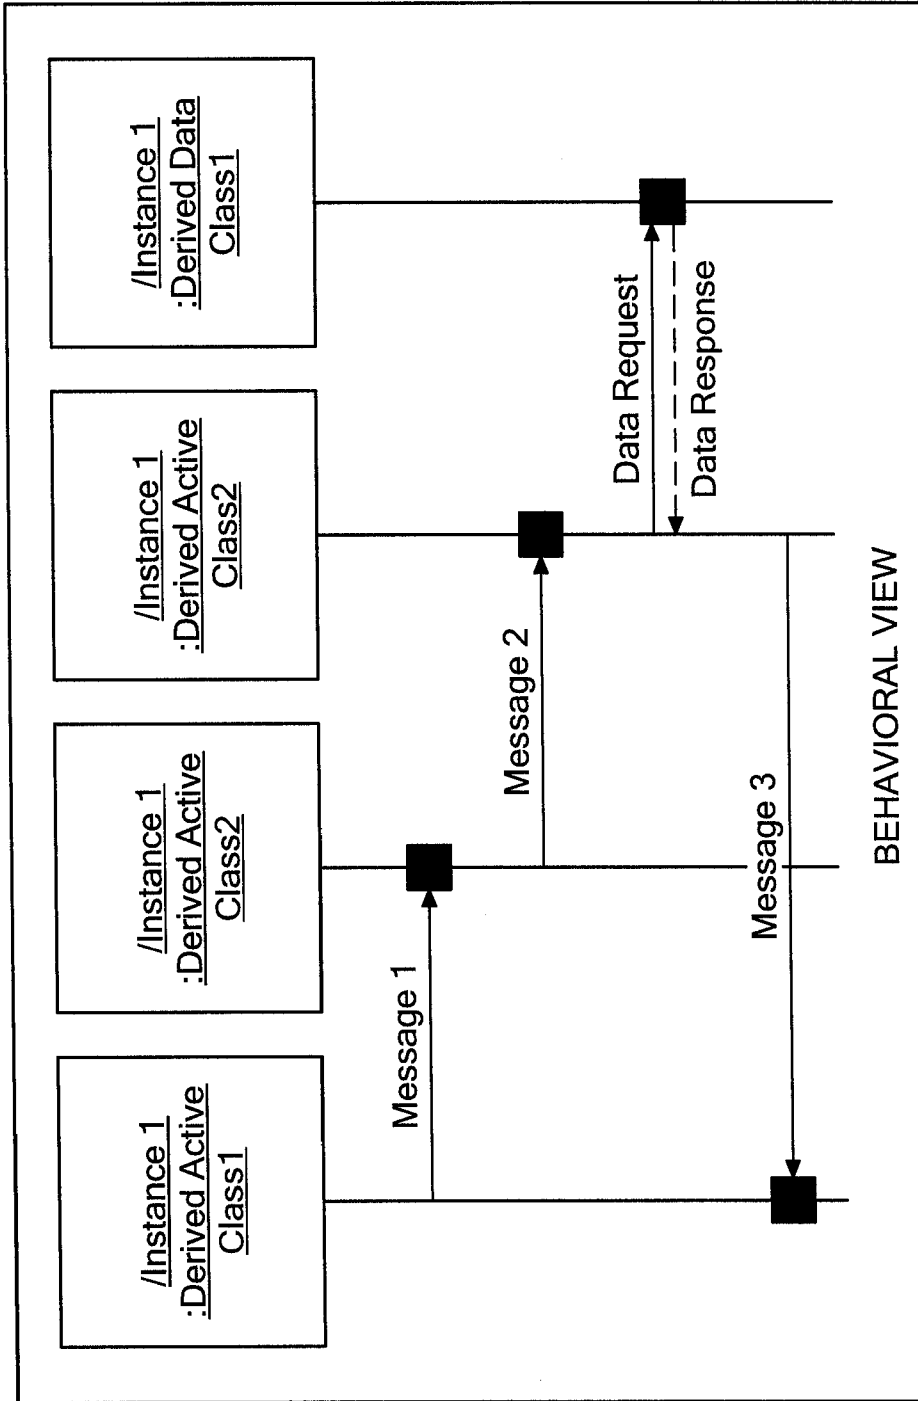 /Instance 1
:Derived Active
Class1
/Instance 1
:Derived Active
Class2
/Instance 1
:Derived Active
Class2
/Instance 1
:Derived Data
Class1
Message 1
Message 2
Data Request
Data Response
Message 3
BEHAVIORAL VIEW